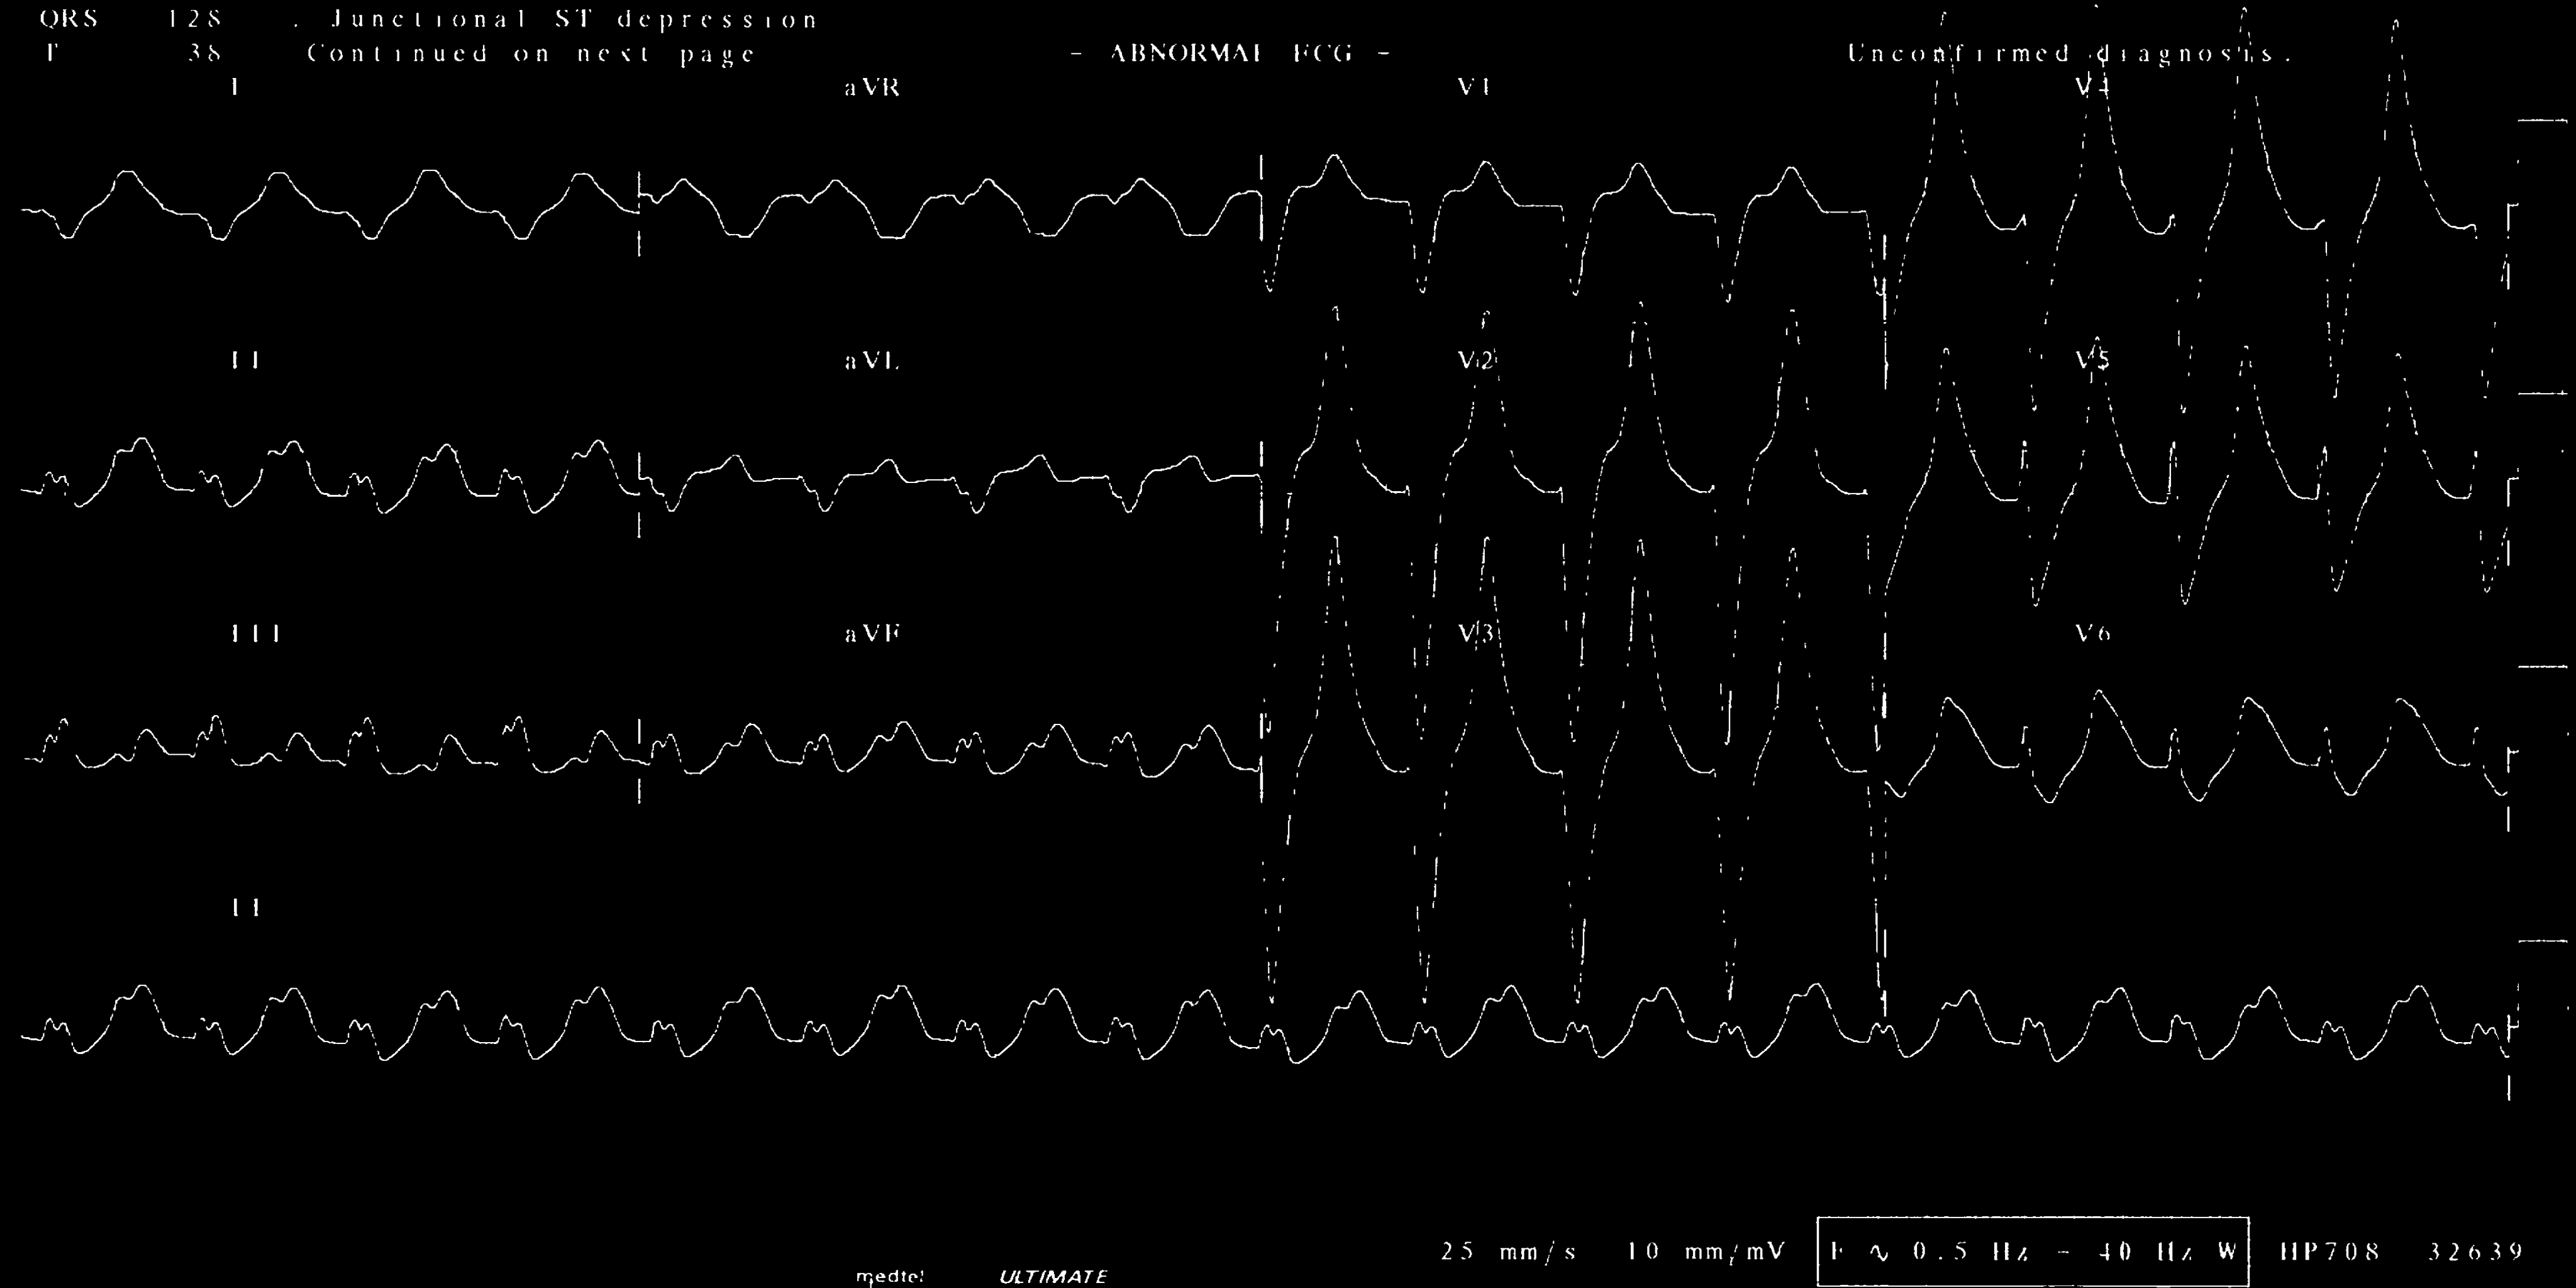 QRS 128 . Junctional ST depression
T 38 Continued on next page - ABNORMAL ECG - Unconfirmed diagnosis.
I aVR V1 V4
II aVL V2 V5
III aVF V3 V6
II
25 mm/s 10 mm/mV F ∿ 0.5 Hz - 40 Hz W HP708 32639
medtel ULTIMATE